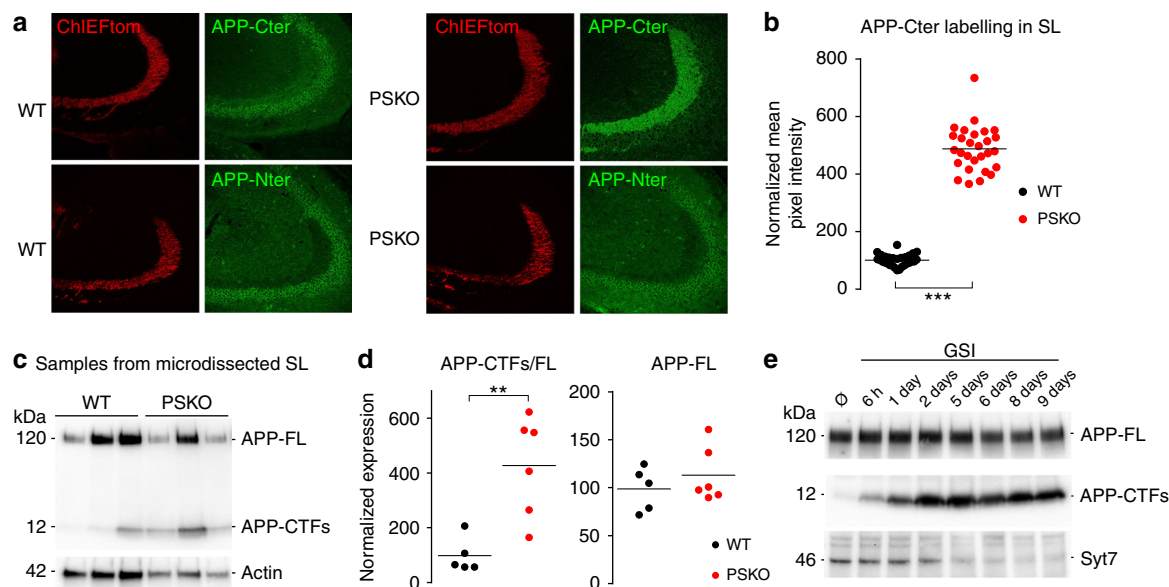 a
ChIEFtom
APP-Cter
WT
APP-Nter
WT
ChIEFtom
APP-Cter
PSKO
APP-Nter
PSKO
b
APP-Cter labelling in SL
Normalized mean
pixel intensity
800
600
400
200
0
WT
PSKO
***
c Samples from microdissected SL
WT PSKO
kDa
120 APP-FL
12 APP-CTFs
42 Actin
d
APP-CTFs/FL
Normalized expression
600
400
200
0
**
APP-FL
200
150
100
50
0
WT
PSKO
e
GSI
Ø 6 h 1 day 2 days 5 days 6 days 8 days 9 days
kDa
120 APP-FL
12 APP-CTFs
46 Syt7